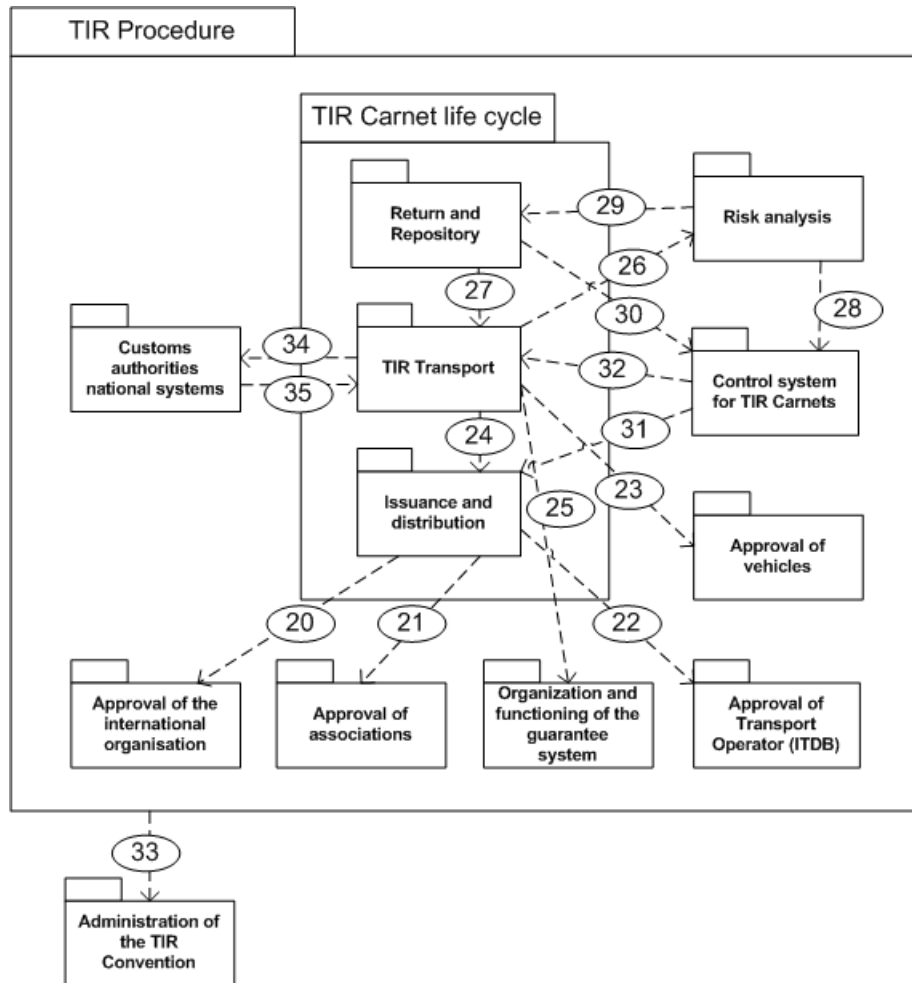 TIR Procedure
TIR Carnet life cycle
Return and
Repository
29
Risk analysis
26
27
30
28
Customs
authorities
national systems
34
35
TIR Transport
32
Control system
for TIR Carnets
24
31
Issuance and
distribution
25
23
Approval of
vehicles
20
21
22
Approval of the
international
organisation
Approval of
associations
Organization and
functioning of the
guarantee
system
Approval of
Transport
Operator (ITDB)
33
Administration of
the TIR
Convention